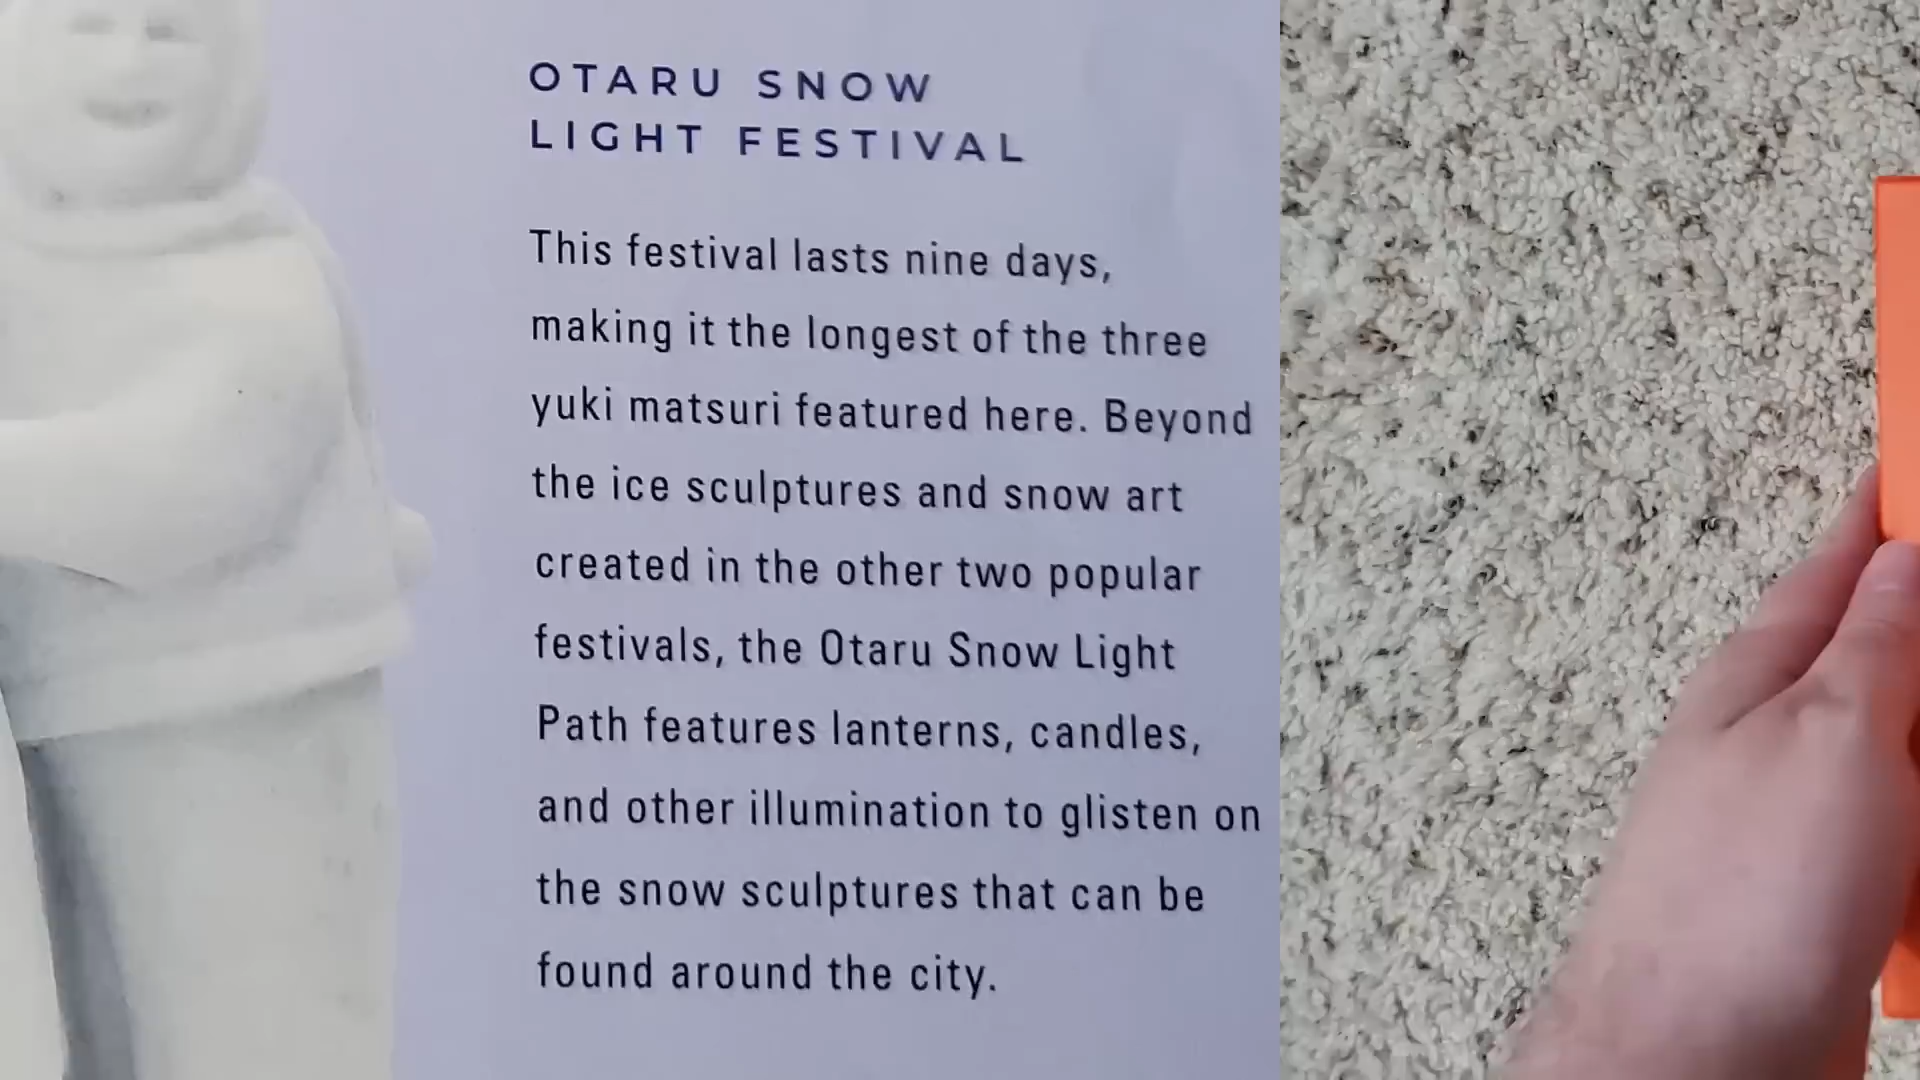 OTARU SNOW
LIGHT FESTIVAL
This festival lasts nine days,
making it the longest of the three
yuki matsuri featured here. Beyond
the ice sculptures and snow art
created in the other two popular
festivals, the Otaru Snow Light
Path features lanterns, candles,
and other illumination to glisten on
the snow sculptures that can be
found around the city.